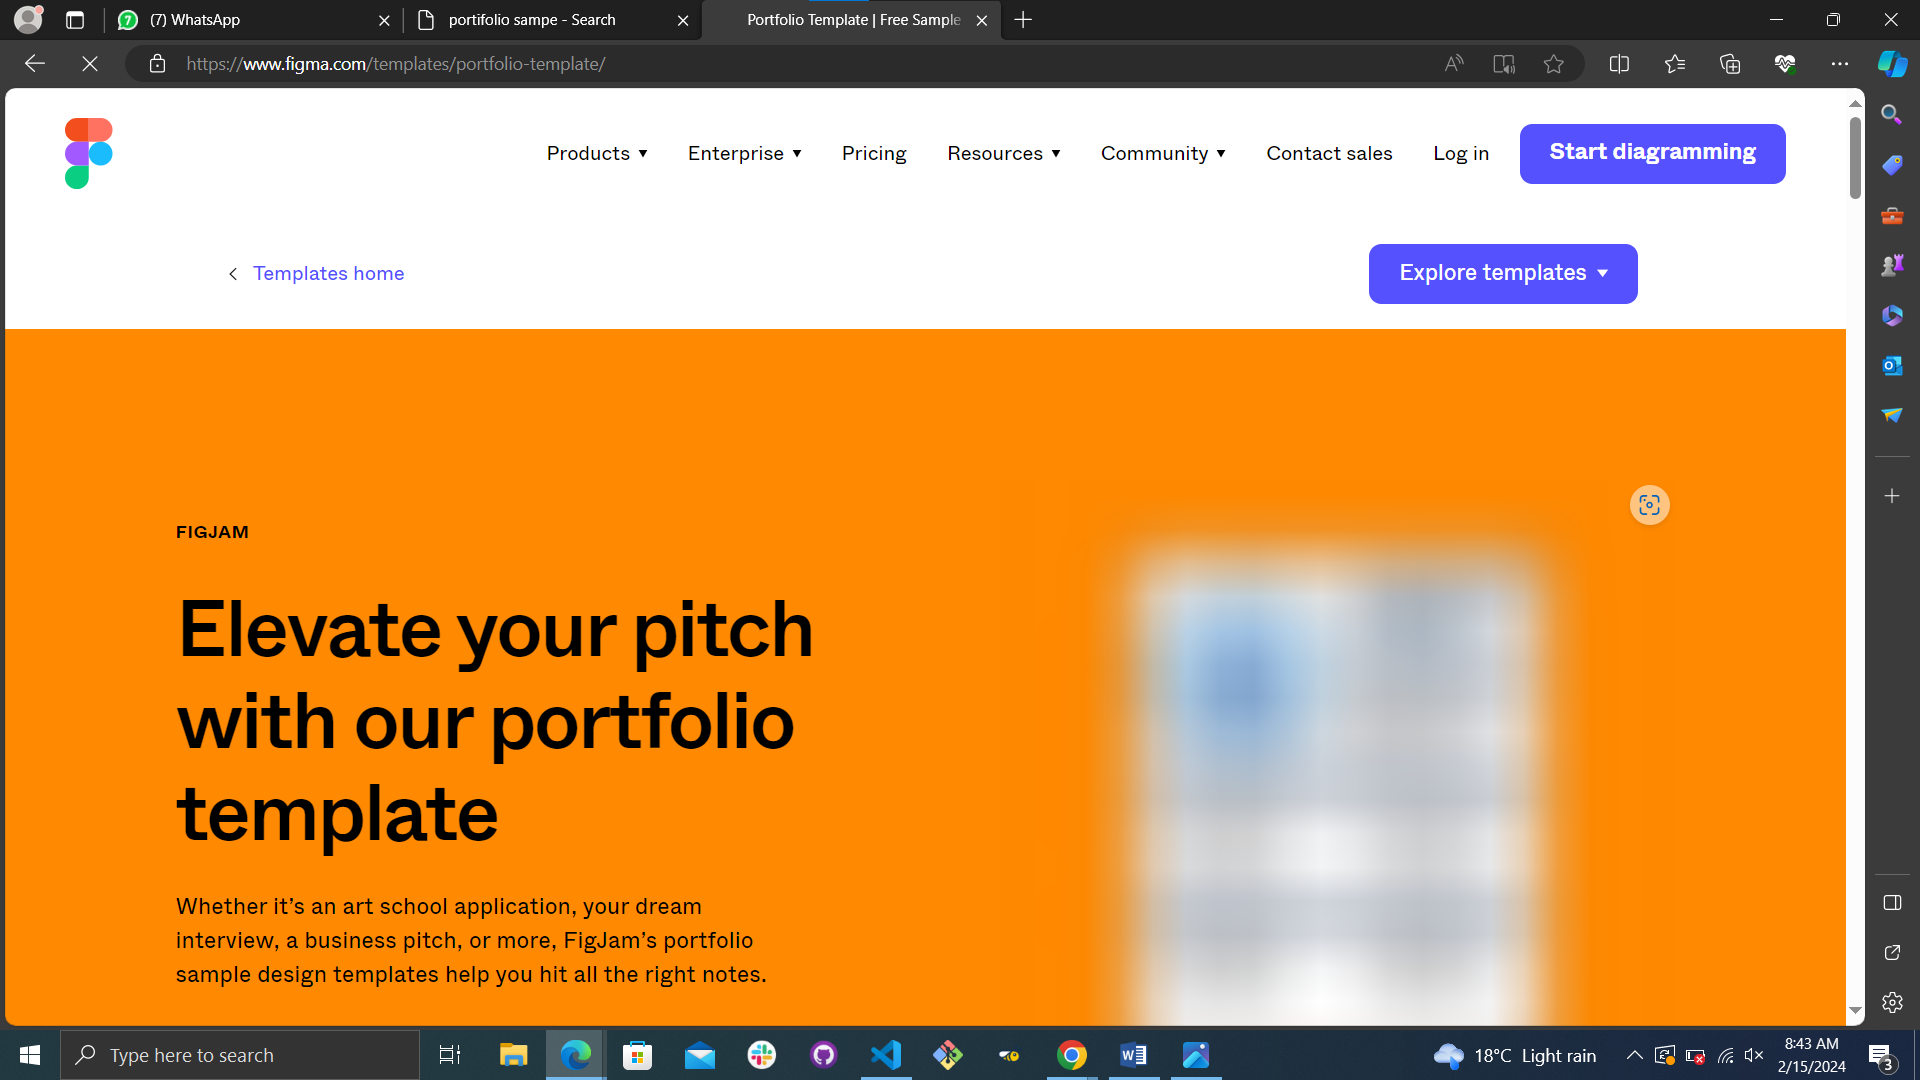 (7) WhatsApp
portifolio sampe - Search
Portfolio Template | Free Sample
https://www.figma.com/templates/portfolio-template/
Products ▼ Enterprise ▼ Pricing Resources ▼ Community ▼ Contact sales Log in Start diagramming
Templates home
Explore templates ▼
FIGJAM
Elevate your pitch
with our portfolio
template
Whether it’s an art school application, your dream
interview, a business pitch, or more, FigJam’s portfolio
sample design templates help you hit all the right notes.
Type here to search
18°C Light rain
8:43 AM
2/15/2024
3